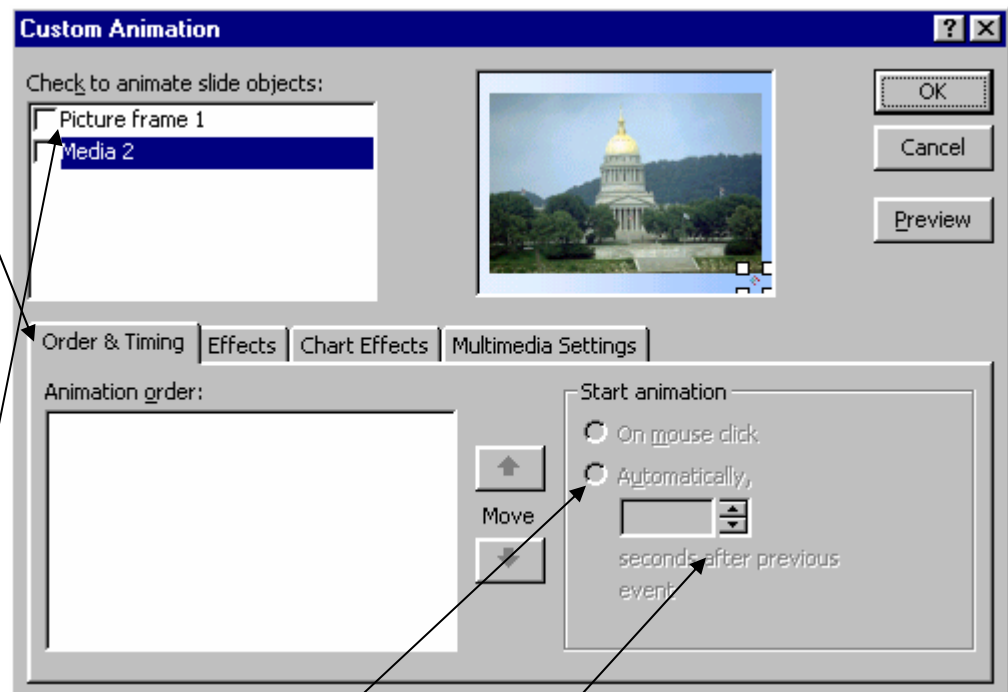 Custom Animation
Check to animate slide objects:
Picture frame 1
Media 2
OK
Cancel
Preview
Order & Timing
Effects
Chart Effects
Multimedia Settings
Animation order:
Move
Start animation
On mouse click
Automatically,
seconds after previous
event